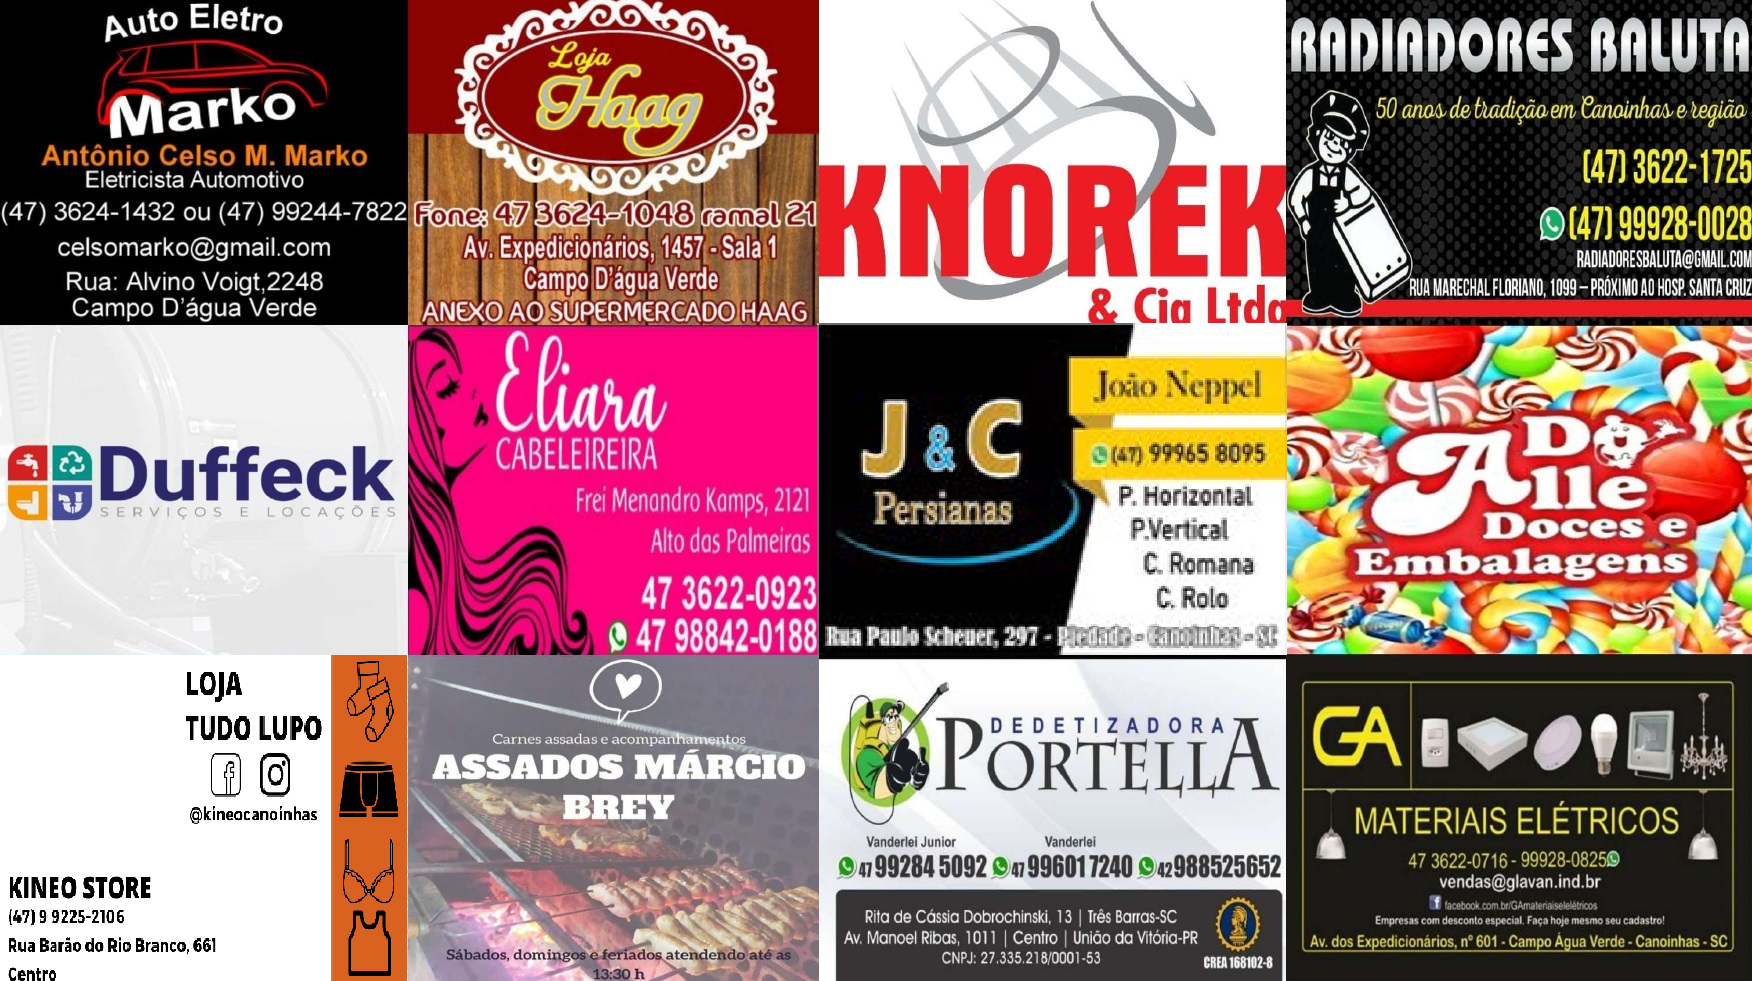 Auto Eletro
Marko
Antônio Celso M. Marko
Eletricista Automotivo
(47) 3624-1432 ou (47) 99244-7822
celsomarko@gmail.com
Rua: Alvino Voigt,2248
Campo D'água Verde
Loja
Haag
Fone: 47 3624-1048 ramal 21
Av. Expedicionários, 1457 - Sala 1
Campo D'água Verde
ANEXO AO SUPERMERCADO HAAG
KNOREK
& Cia Ltda
RADIADORES BALUTA
50 anos de tradição em Canoinhas e região
(47) 3622-1725
(47) 99928-0028
RADIADORESBALUTA@GMAIL.COM
RUA MARECHAL FLORIANO, 1099 – PRÓXIMO AO HOSP. SANTA CRUZ
Duffeck
SERVIÇOS E LOCAÇÕES
Eliara
CABELEIREIRA
Frei Menandro Kamps, 2121
Alto das Palmeiras
47 3622-0923
47 98842-0188
J & C
Persianas
João Neppel
(47) 99965 8095
P. Horizontal
P.Vertical
C. Romana
C. Rolo
Rua Paulo Scheuer, 297 - Piedade - Canoinhas - SC
Do
Alle
Doces e
Embalagens
LOJA
TUDO LUPO
@kineocanoinhas
KINEO STORE
(47) 9 9225-2106
Rua Barão do Rio Branco, 661
Centro
Carnes assadas e acompanhamentos
ASSADOS MÁRCIO
BREY
Sábados, domingos e feriados atendendo até as
13:30 h
DEDETIZADORA
PORTELLA
Vanderlei Junior Vanderlei
47 99284 5092 47 99601 7240 42 988525652
Rita de Cássia Dobrochinski, 13 | Três Barras-SC
Av. Manoel Ribas, 1011 | Centro | União da Vitória-PR
CNPJ: 27.335.218/0001-53
CREA 168102-8
GA
MATERIAIS ELÉTRICOS
47 3622-0716 - 99928-0825
vendas@glavan.ind.br
facebook.com.br/GAmateriaiselelétricos
Empresas com desconto especial. Faça hoje mesmo seu cadastro!
Av. dos Expedicionários, nº 601 - Campo Água Verde - Canoinhas - SC